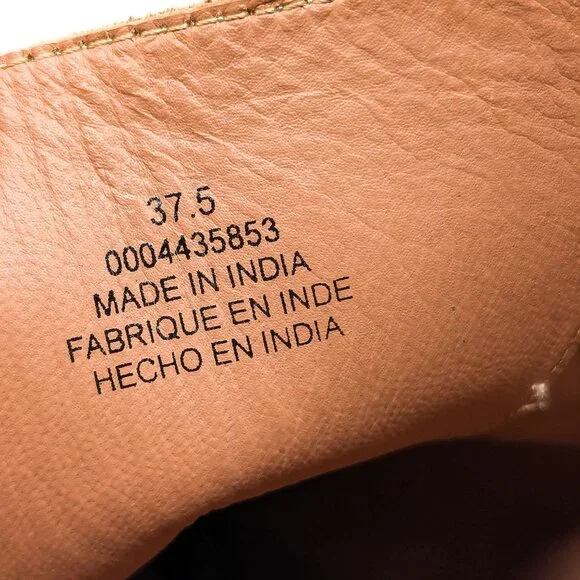 37.5
0004435853
MADE IN INDIA
FABRIQUE EN INDE
HECHO EN INDIA